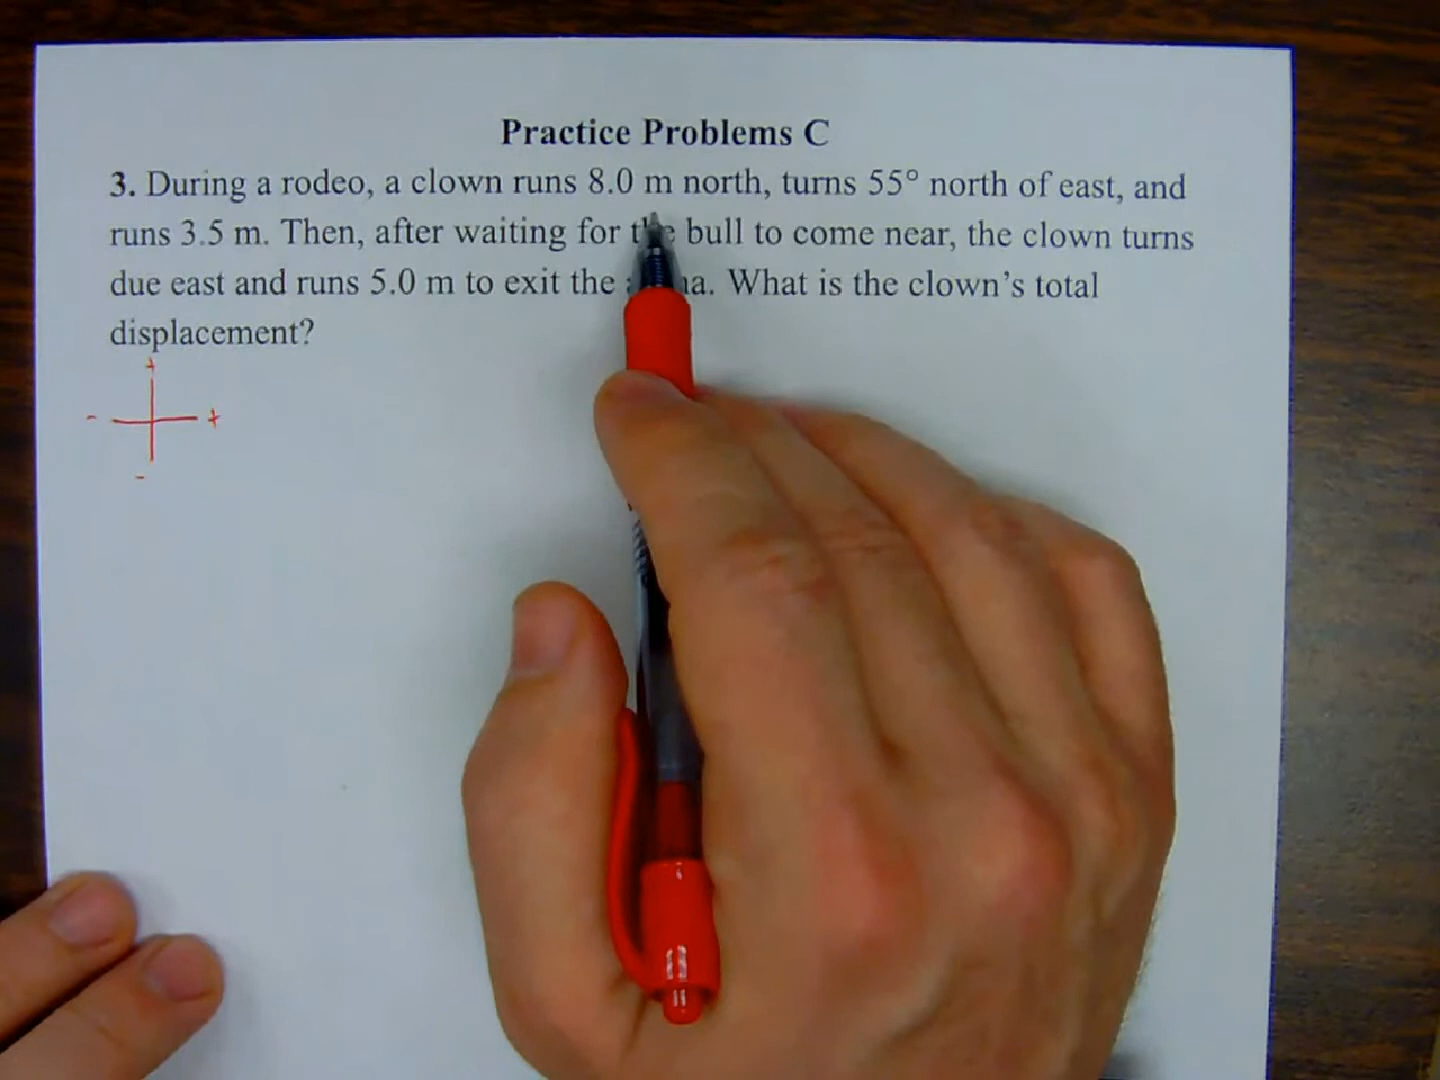 Practice Problems C
3. During a rodeo, a clown runs 8.0 m north, turns 55° north of east, and
runs 3.5 m. Then, after waiting for the bull to come near, the clown turns
due east and runs 5.0 m to exit the . What is the clown's total
displacement?
+
- +
-